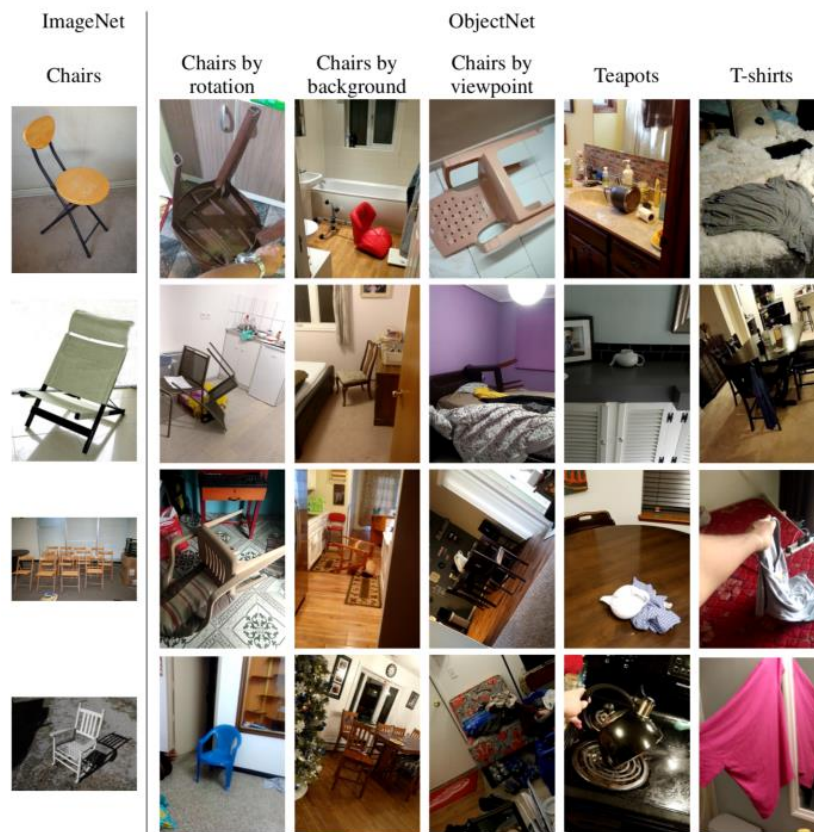 ImageNet
ObjectNet
Chairs
Chairs by
rotation
Chairs by
background
Chairs by
viewpoint
Teapots
T-shirts